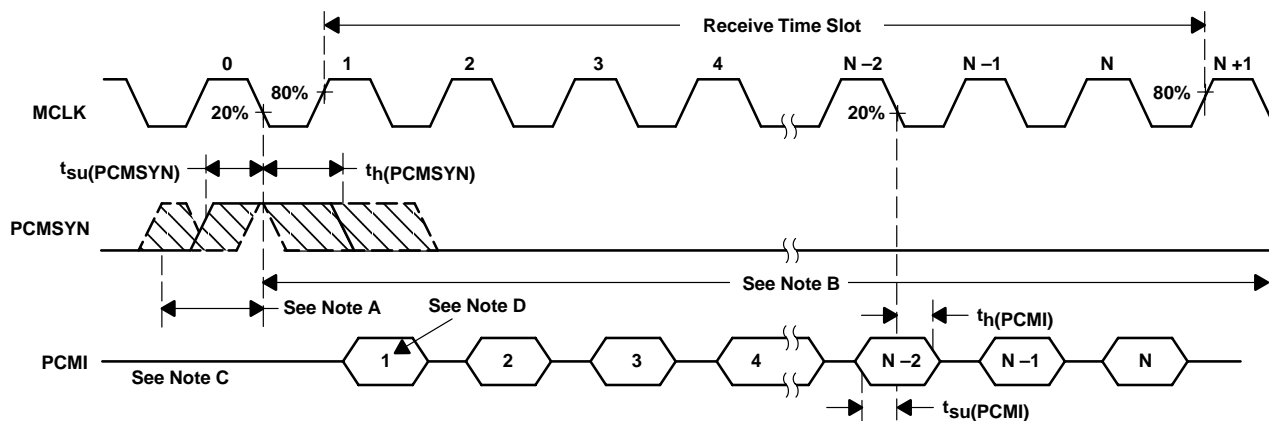 Receive Time Slot
0 1 2 3 4 N –2 N –1 N N +1
80% 80%
MCLK 20% 20%
tsu(PCMSYN) th(PCMSYN)
PCMSYN
See Note B
See Note A
See Note D
th(PCMI)
PCMI 1 2 3 4 N –2 N –1 N
See Note C
tsu(PCMI)